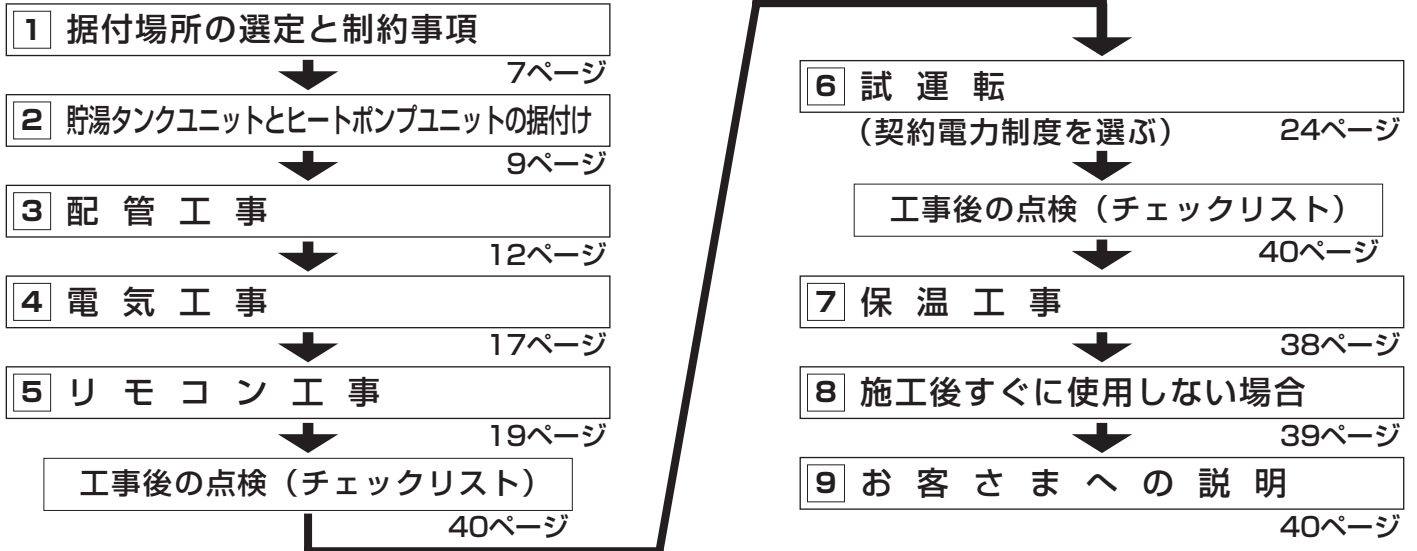 1 据付場所の選定と制約事項
7ページ
2 貯湯タンクユニットとヒートポンプユニットの据付け
9ページ
3 配管工事
12ページ
4 電気工事
17ページ
5 リモコン工事
19ページ
工事後の点検（チェックリスト）
40ページ
6 試運転
（契約電力制度を選ぶ） 24ページ
工事後の点検（チェックリスト）
40ページ
7 保温工事
38ページ
8 施工後すぐに使用しない場合
39ページ
9 お客さまへの説明
40ページ